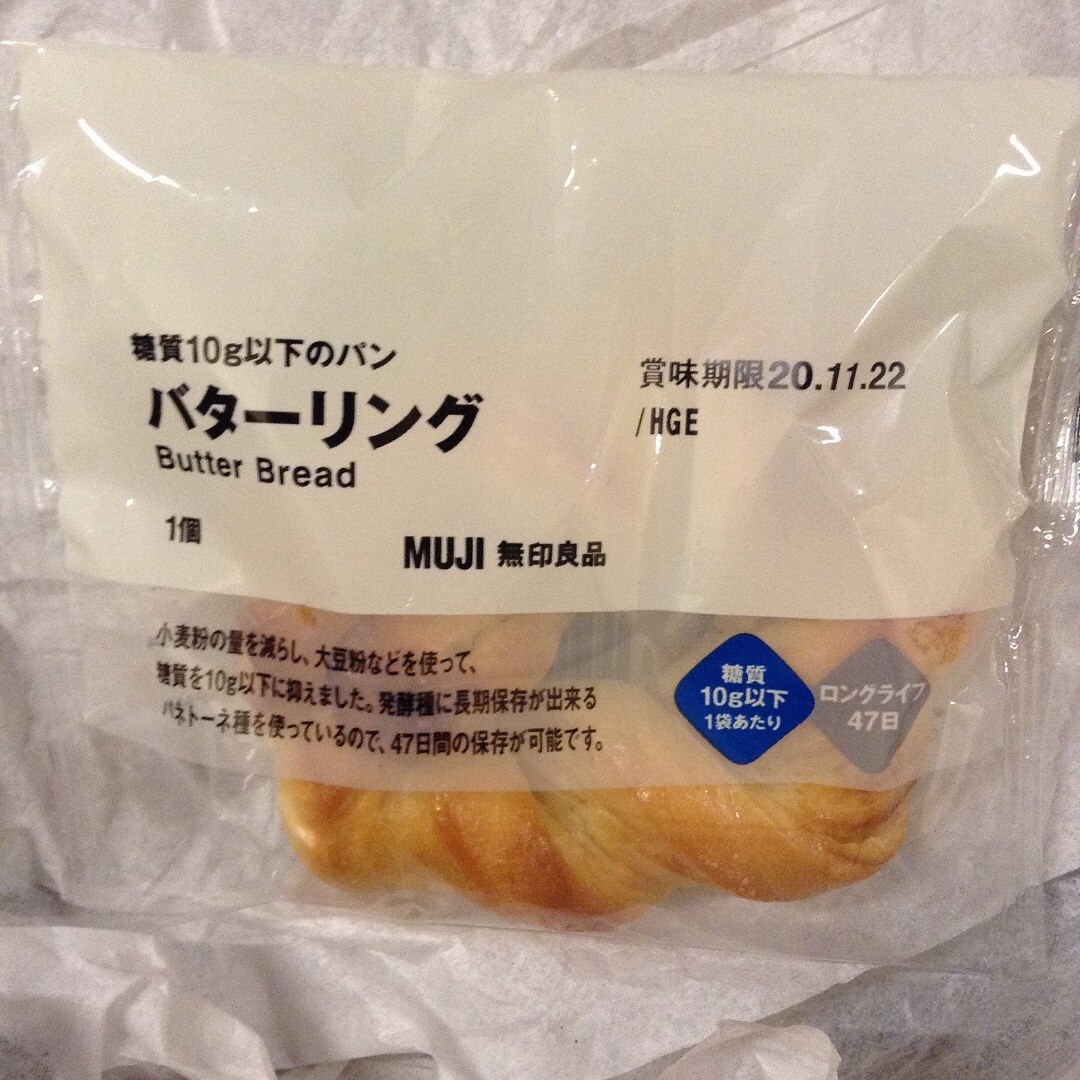 糖質10g以下のパン
バターリング
Butter Bread
1個
賞味期限20.11.22
/HGE
MUJI 無印良品
小麦粉の量を減らし、大豆粉などを使って、
糖質を10g以下に抑えました。発酵種に長期保存が出来る
パネトーネ種を使っているので、47日間の保存が可能です。
糖質
10g以下
1袋あたり
ロングライフ
47日